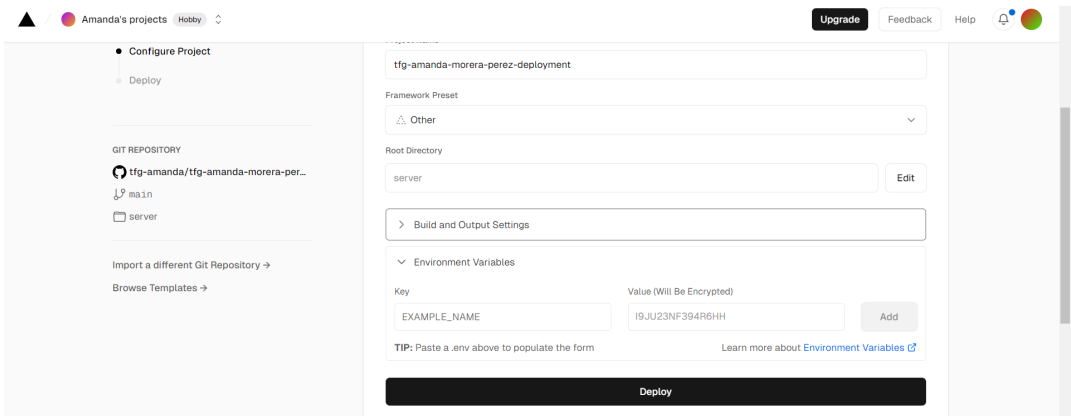 Amanda's projects Hobby
Upgrade Feedback Help
Configure Project
Deploy
GIT REPOSITORY
tfg-amanda/tfg-amanda-morera-per...
main
server
Import a different Git Repository →
Browse Templates →
Project Name
tfg-amanda-morera-perez-deployment
Framework Preset
Other
Root Directory
server Edit
Build and Output Settings
Environment Variables
Key Value (Will Be Encrypted)
EXAMPLE_NAME I9JU23NF394R6HH Add
TIP: Paste a .env above to populate the form Learn more about Environment Variables
Deploy